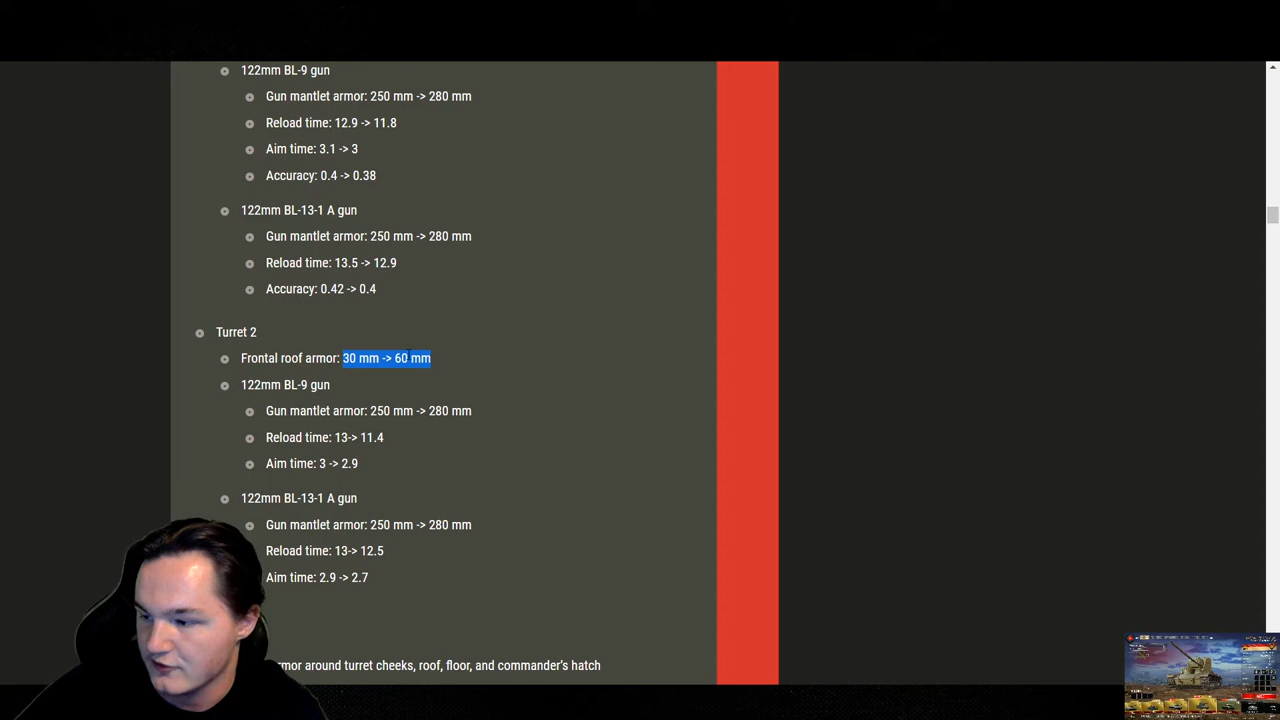 122mm BL-9 gun
Gun mantlet armor: 250 mm -> 280 mm
Reload time: 12.9 -> 11.8
Aim time: 3.1 -> 3
Accuracy: 0.4 -> 0.38
122mm BL-13-1 A gun
Gun mantlet armor: 250 mm -> 280 mm
Reload time: 13.5 -> 12.9
Accuracy: 0.42 -> 0.4
Turret 2
Frontal roof armor: 30 mm -> 60 mm
122mm BL-9 gun
Gun mantlet armor: 250 mm -> 280 mm
Reload time: 13-> 11.4
Aim time: 3 -> 2.9
122mm BL-13-1 A gun
Gun mantlet armor: 250 mm -> 280 mm
Reload time: 13-> 12.5
Aim time: 2.9 -> 2.7
around turret cheeks, roof, floor, and commander's hatch